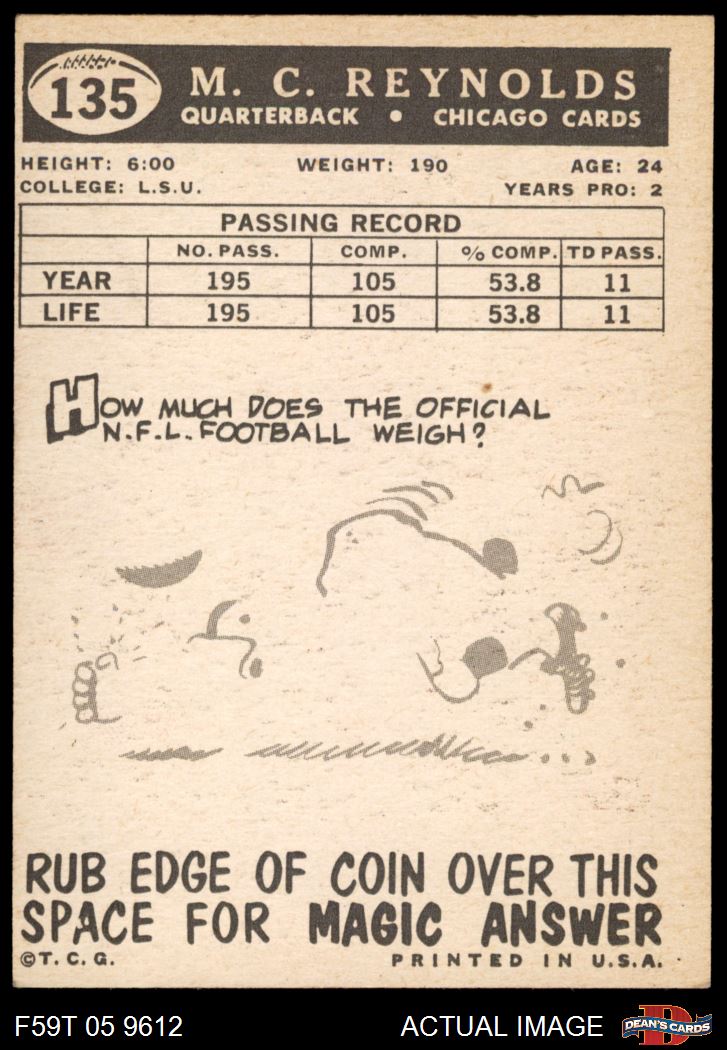 135
M. C. REYNOLDS
QUARTERBACK • CHICAGO CARDS
HEIGHT: 6:00 WEIGHT: 190 AGE: 24
COLLEGE: L.S.U. YEARS PRO: 2
PASSING RECORD
NO. PASS. COMP. % COMP. TD PASS.
YEAR 195 105 53.8 11
LIFE 195 105 53.8 11
HOW MUCH DOES THE OFFICIAL
N.F.L. FOOTBALL WEIGH?
RUB EDGE OF COIN OVER THIS
SPACE FOR MAGIC ANSWER
©T. C. G. PRINTED IN U.S.A.
F59T 05 9612 ACTUAL IMAGE D DEAN'S CARDS